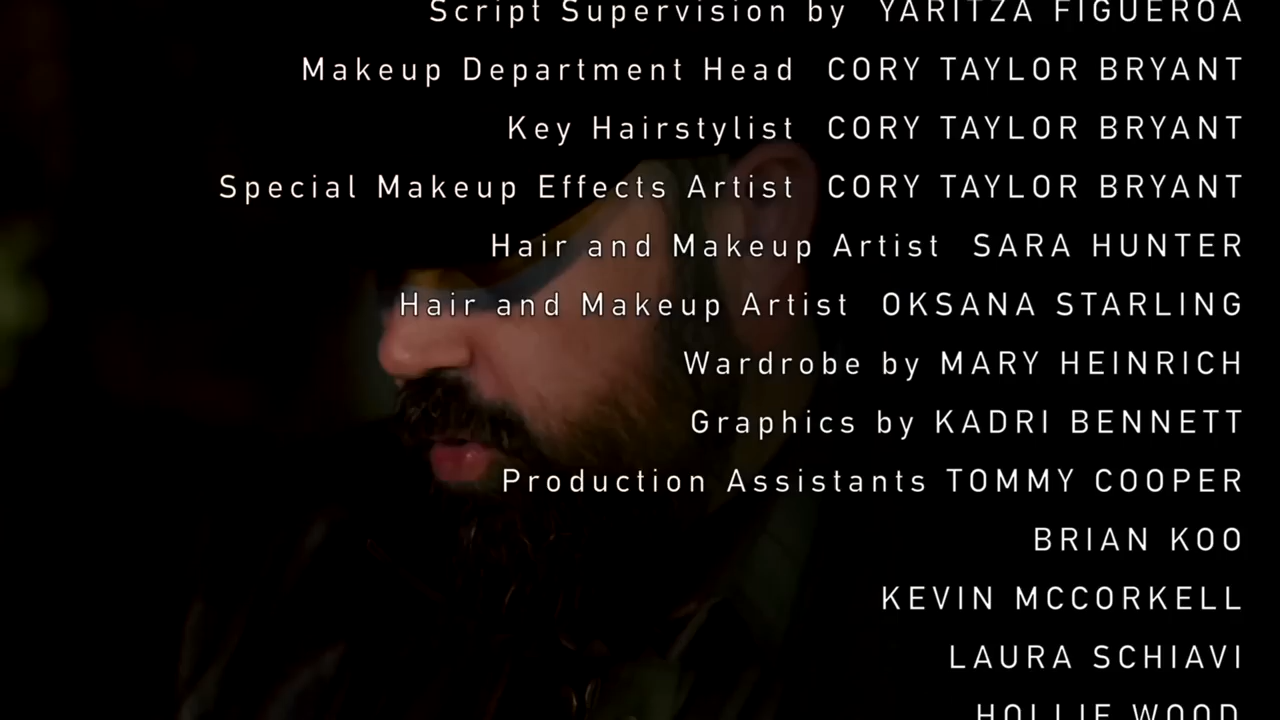 Script Supervision by YARITZA FIGUEROA
Makeup Department Head CORY TAYLOR BRYANT
Key Hairstylist CORY TAYLOR BRYANT
Special Makeup Effects Artist CORY TAYLOR BRYANT
Hair and Makeup Artist SARA HUNTER
Hair and Makeup Artist OKSANA STARLING
Wardrobe by MARY HEINRICH
Graphics by KADRI BENNETT
Production Assistants TOMMY COOPER
BRIAN KOO
KEVIN MCCORKELL
LAURA SCHIAVI
HOLLIE WOOD